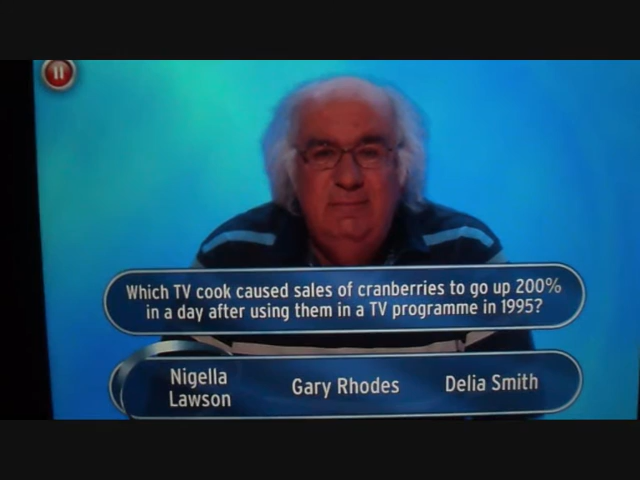 Which TV cook caused sales of cranberries to go up 200%
in a day after using them in a TV programme in 1995?
Nigella
Lawson
Gary Rhodes
Delia Smith